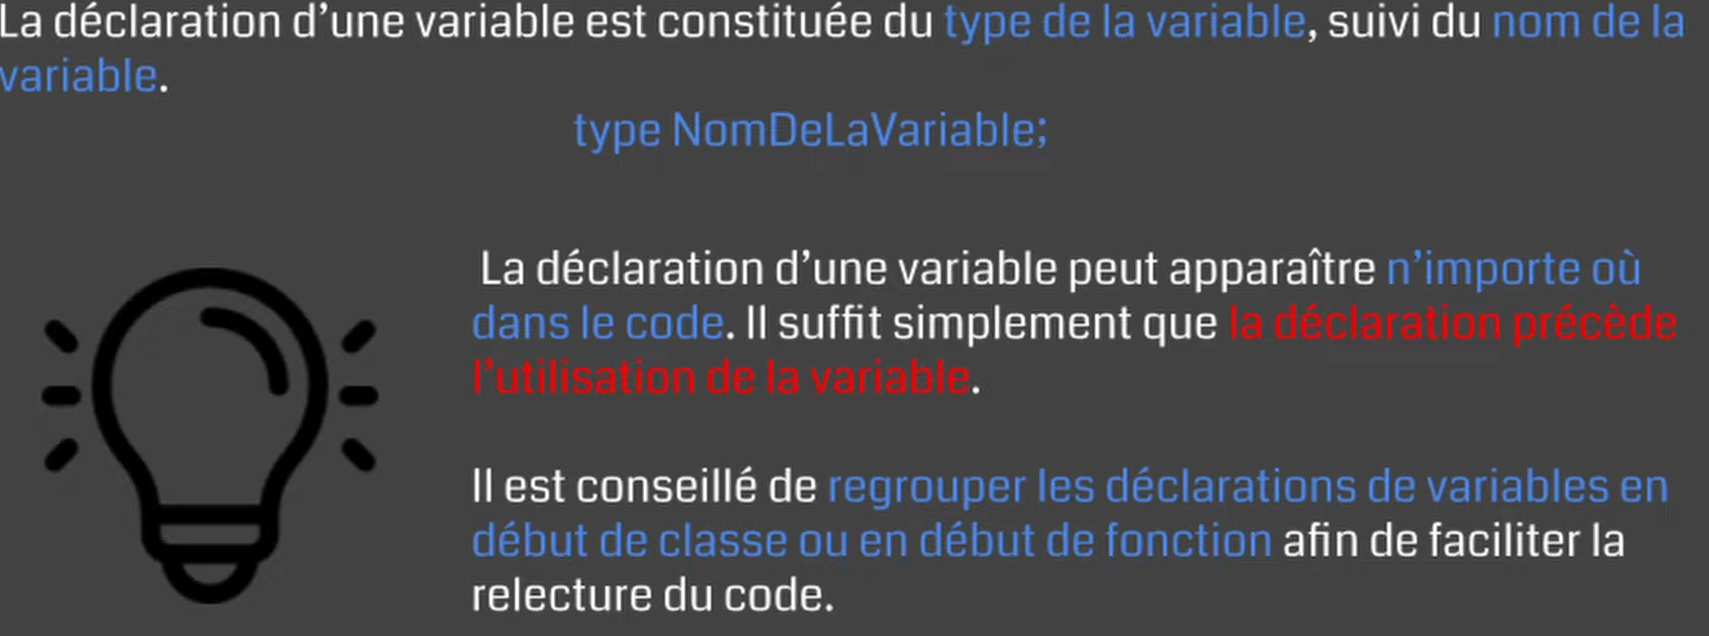 La déclaration d’une variable est constituée du type de la variable, suivi du nom de la
variable.
type NomDeLaVariable;
La déclaration d’une variable peut apparaître n’importe où
dans le code. Il suffit simplement que la déclaration précède
l’utilisation de la variable.
Il est conseillé de regrouper les déclarations de variables en
début de classe ou en début de fonction afin de faciliter la
relecture du code.